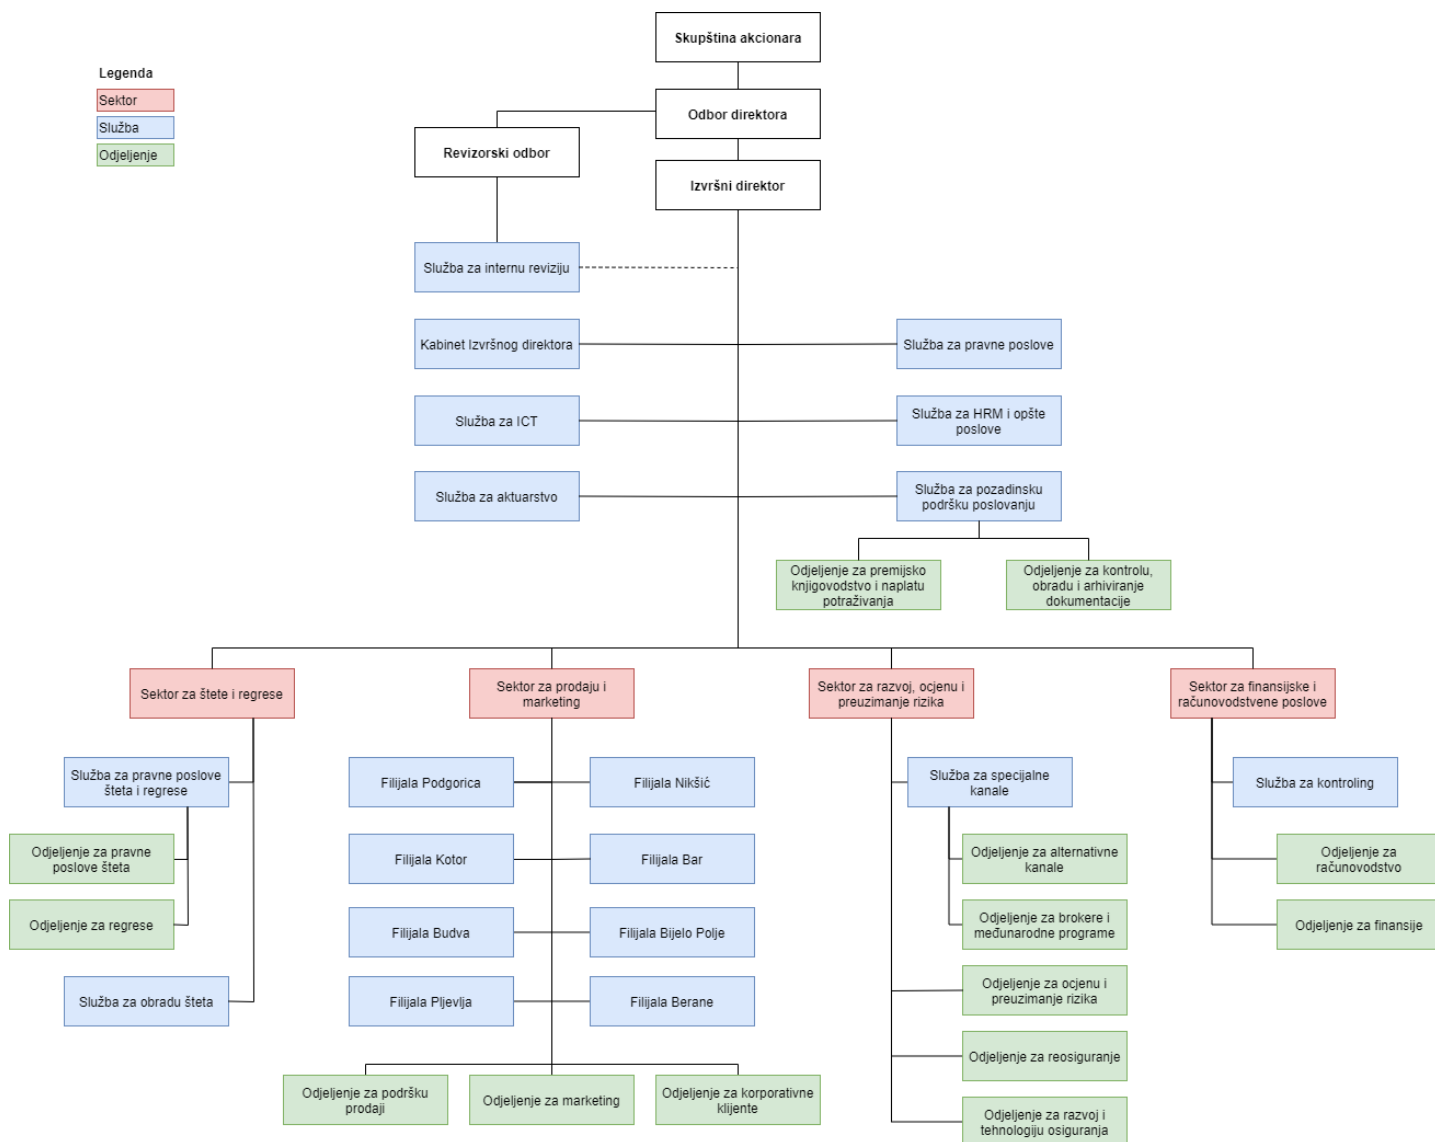 Skupština akcionara
Legenda
Sektor
Služba
Odjeljenje
Odbor direktora
Revizorski odbor
Izvršni direktor
Služba za internu reviziju
Kabinet Izvršnog direktora
Služba za pravne poslove
Služba za ICT
Služba za HRM i opšte
poslove
Služba za aktuarstvo
Služba za pozadinsku
podršku poslovanju
Odjeljenje za premijsko
knjigovodstvo i naplatu
potraživanja
Odjeljenje za kontrolu,
obradu i arhiviranje
dokumentacije
Sektor za štete i regrese
Sektor za prodaju i
marketing
Sektor za razvoj, ocjenu i
preuzimanje rizika
Sektor za finansijske i
računovodstvene poslove
Služba za pravne poslove
šteta i regrese
Filijala Podgorica
Filijala Nikšić
Služba za specijalne
kanale
Služba za kontroling
Odjeljenje za pravne
poslove šteta
Filijala Kotor
Filijala Bar
Odjeljenje za alternativne
kanale
Odjeljenje za
računovodstvo
Odjeljenje za regrese
Filijala Budva
Filijala Bijelo Polje
Odjeljenje za brokere i
međunarodne programe
Odjeljenje za finansije
Služba za obradu šteta
Filijala Pljevlja
Filijala Berane
Odjeljenje za ocjenu i
preuzimanje rizika
Odjeljenje za reosiguranje
Odjeljenje za podršku
prodaji
Odjeljenje za marketing
Odjeljenje za korporativne
klijente
Odjeljenje za razvoj i
tehnologiju osiguranja